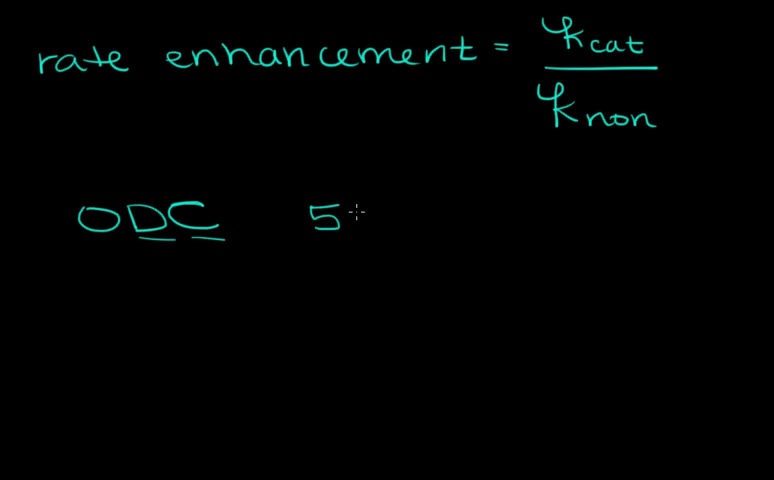 rate enhancement = kcat / knon
ODC 5